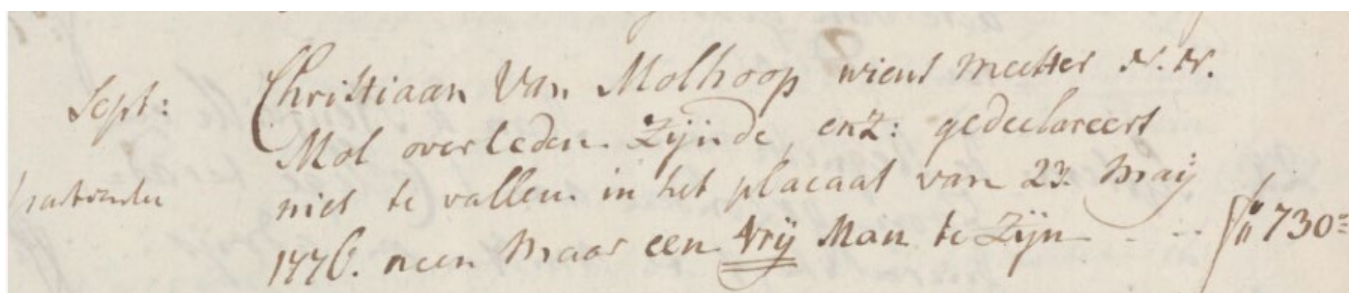 Sept: Christiaan Van Molhoop wiens meester N. N.
Mol overleden Zijnde, enz: gedeclareert
niet te vallen in het placaat van 23. Maij
1776. neen Maar een Vrij Man te Zijn - - - 730=